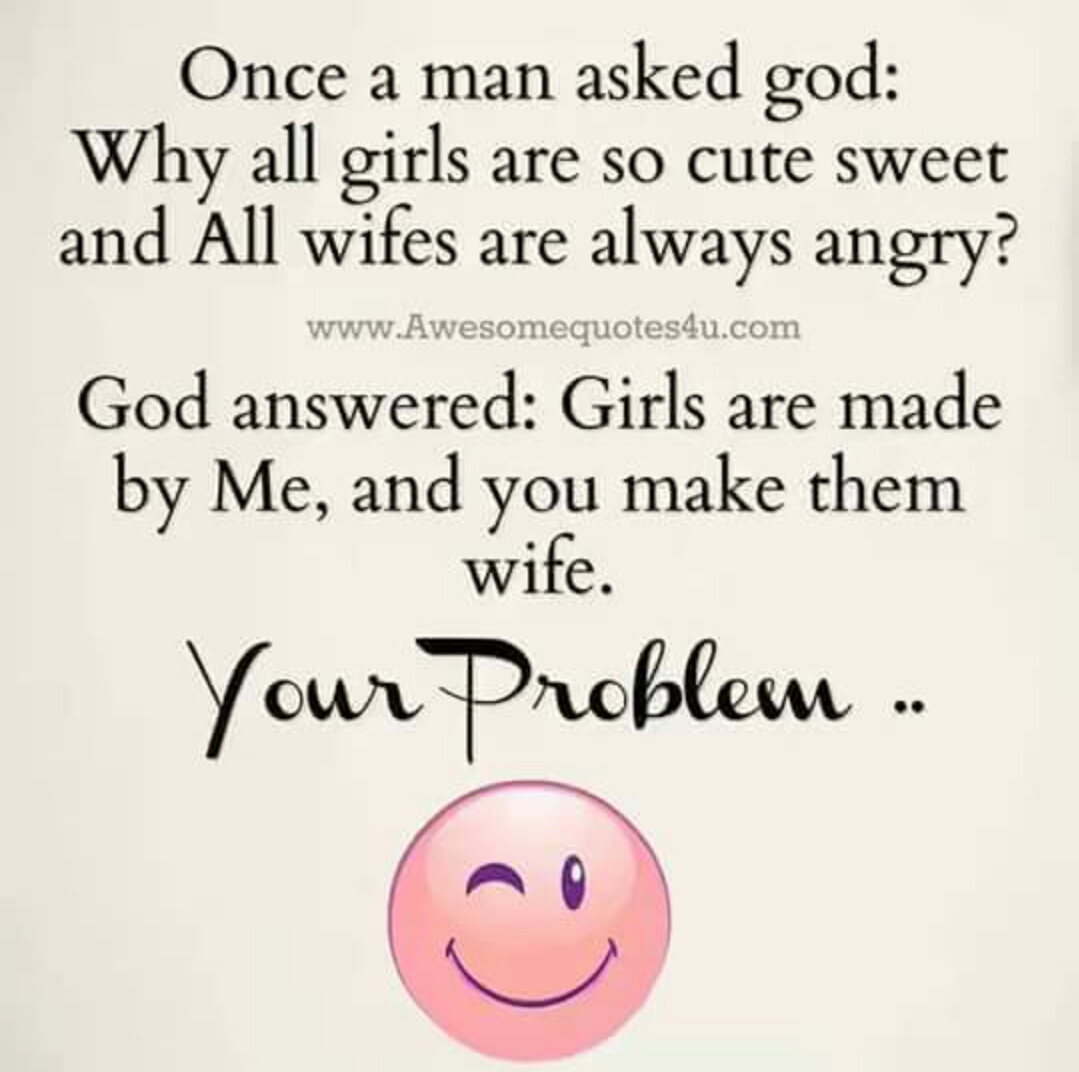 Once a man asked god:
Why all girls are so cute sweet
and All wifes are always angry?
www.Awesomequotes4u.com
God answered: Girls are made
by Me, and you make them
wife.
Your Problem ..